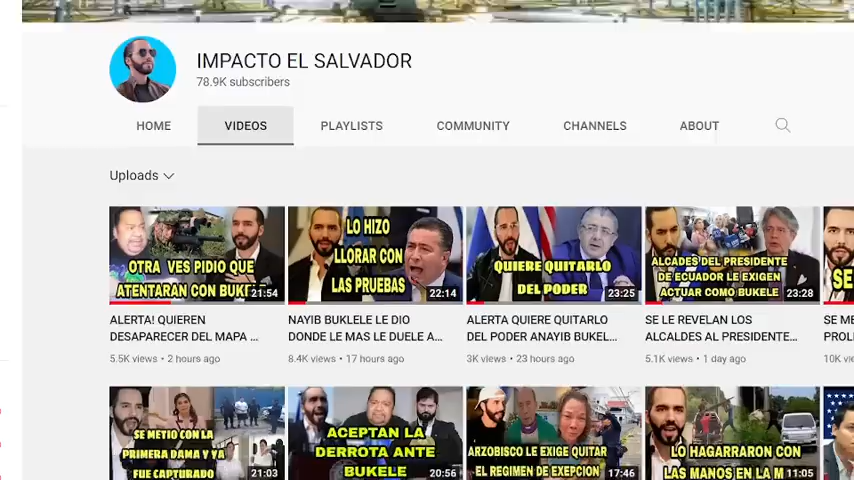 IMPACTO EL SALVADOR
78.9K subscribers
HOME
VIDEOS
PLAYLISTS
COMMUNITY
CHANNELS
ABOUT
Uploads
OTRA VES PIDIO QUE
ATENTARAN CON BUKE
21:54
LO HIZO
LLORAR CON
LAS PRUEBAS
22:14
QUIERE QUITARLO
DEL PODER
23:25
ALCADES DEL PRESIDENTE
DE ECUADOR LE EXIGEN
ACTUAR COMO BUKELE
23:28
SE
ALERTA! QUIEREN
DESAPARECER DEL MAPA ...
5.5K views • 2 hours ago
NAYIB BUKLELE LE DIO
DONDE LE MAS LE DUELE A...
8.4K views • 17 hours ago
ALERTA QUIERE QUITARLO
DEL PODER ANAYIB BUKEL...
3K views • 23 hours ago
SE LE REVELAN LOS
ALCALDES AL PRESIDENTE...
5.1K views • 1 day ago
SE ME
PROLI
10K vie
SE METIO CON LA
PRIMERA DAMA Y YA
FUE CAPTURADO
21:03
ACEPTAN LA
DERROTA ANTE
BUKELE
20:56
ARZOBISCO LE EXIGE QUITAR
EL REGIMEN DE EXEPCION
17:46
LO HAGARRARON CON
LAS MANOS EN LA M
11:05